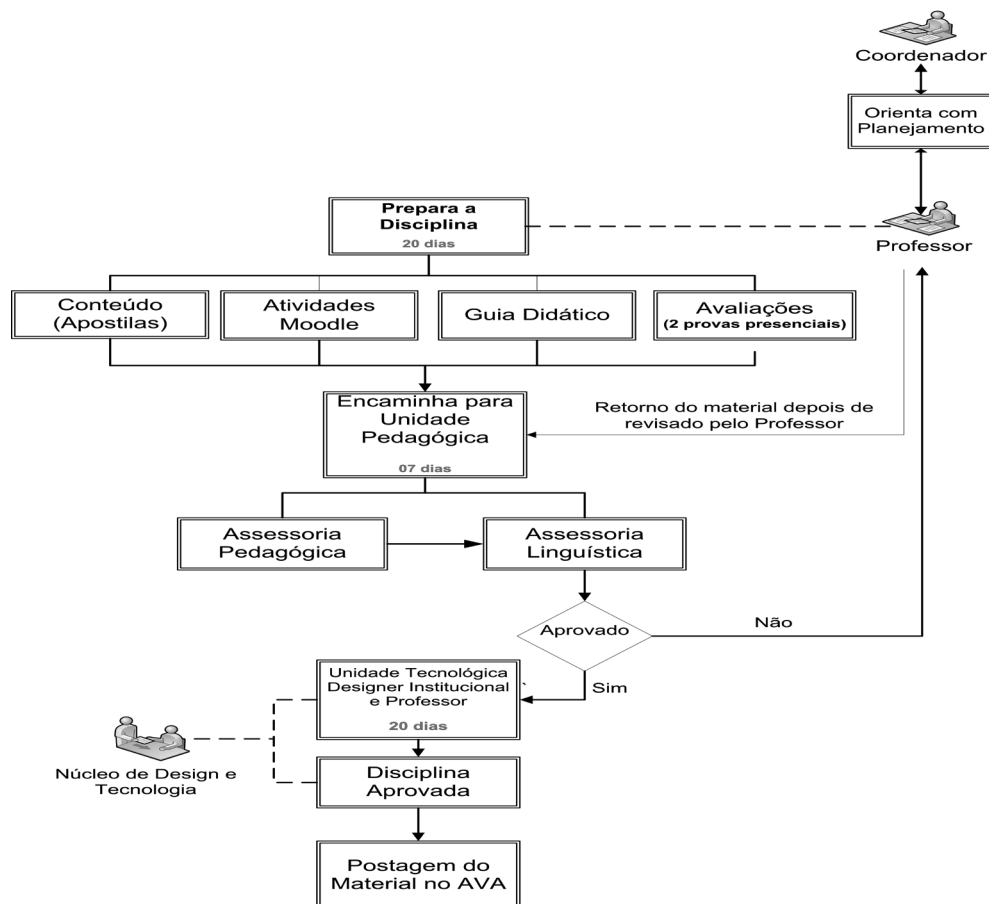 Coordenador
Orienta com
Planejamento
Professor
Prepara a
Disciplina
20 dias
Conteúdo
(Apostilas)
Atividades
Moodle
Guia Didático
Avaliações
(2 provas presenciais)
Encaminha para
Unidade
Pedagógica
07 dias
Retorno do material depois de
revisado pelo Professor
Assessoria
Pedagógica
Assessoria
Linguística
Aprovado
Não
Sim
Unidade Tecnológica
Designer Institucional
e Professor
20 dias
Núcleo de Design e
Tecnologia
Disciplina
Aprovada
Postagem do
Material no AVA